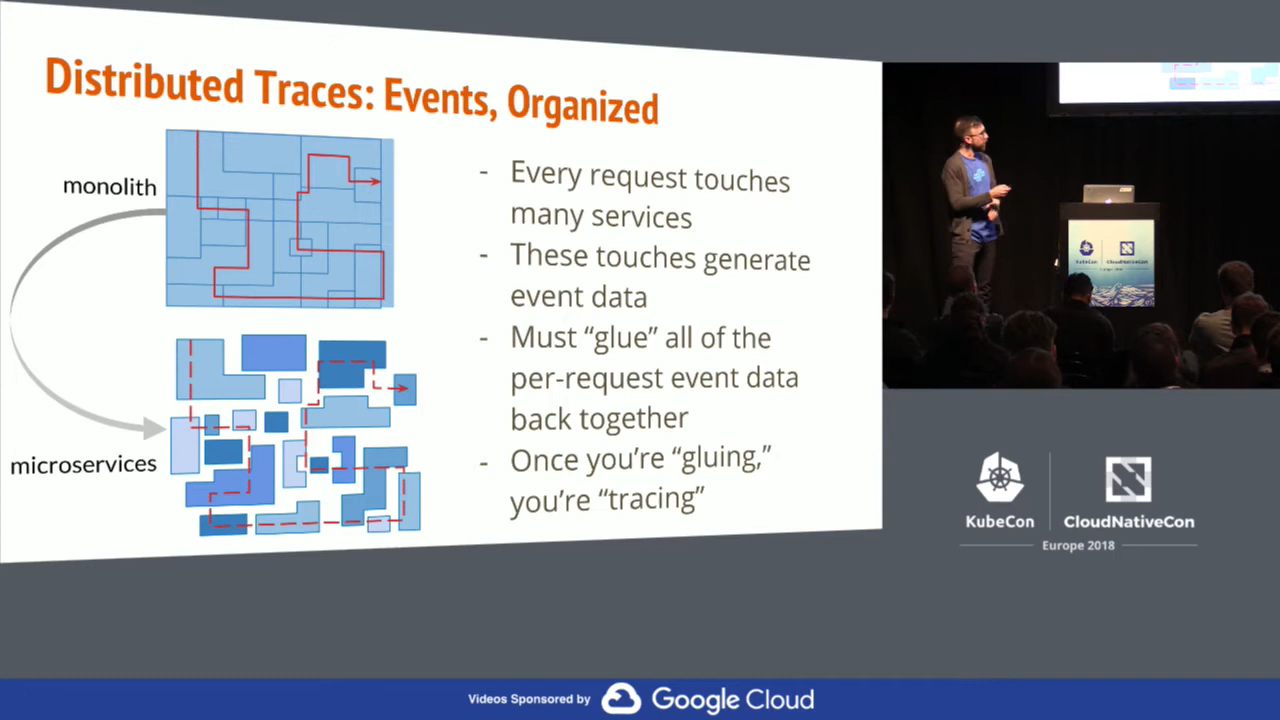 Distributed Traces: Events, Organized
monolith
microservices
- Every request touches
many services
- These touches generate
event data
- Must “glue” all of the
per-request event data
back together
- Once you’re “gluing,”
you’re “tracing”
KubeCon
CloudNativeCon
KubeCon
CloudNativeCon
Europe 2018
Videos Sponsored by
Google Cloud